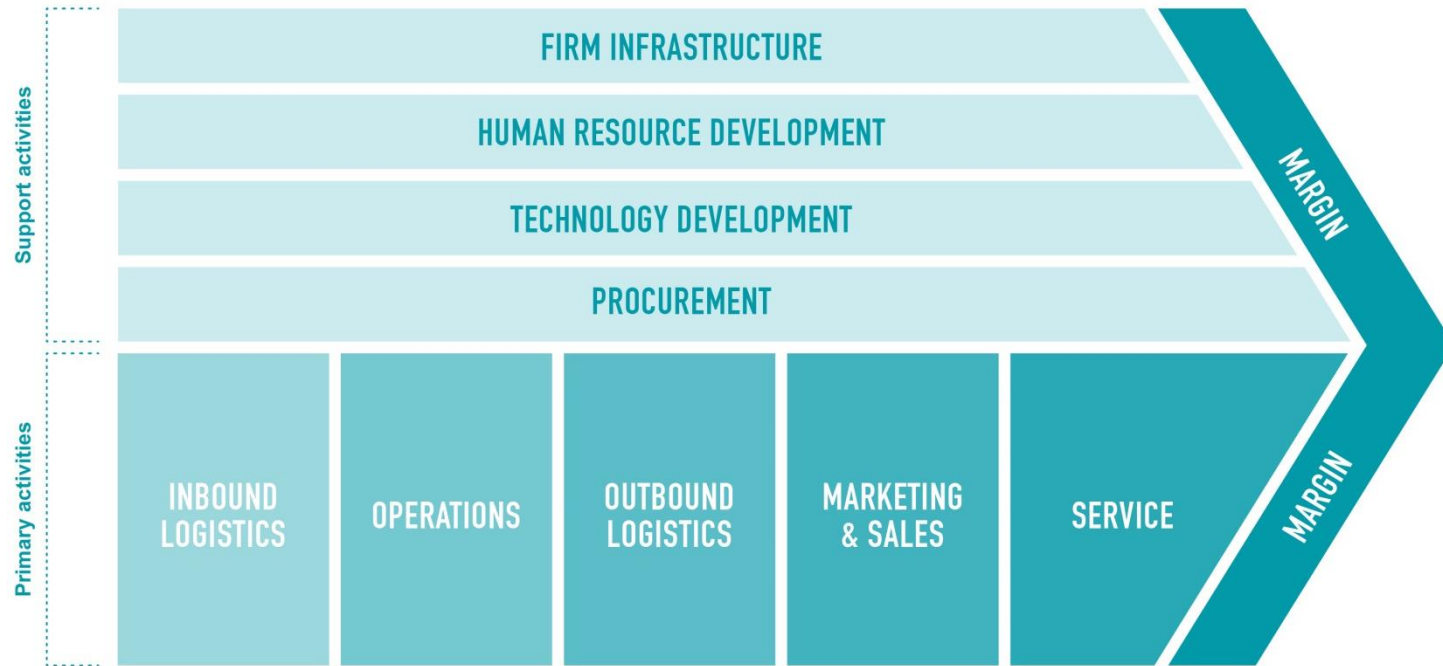 Support activities
FIRM INFRASTRUCTURE
HUMAN RESOURCE DEVELOPMENT
TECHNOLOGY DEVELOPMENT
PROCUREMENT
MARGIN
Primary activities
INBOUND
LOGISTICS
OPERATIONS
OUTBOUND
LOGISTICS
MARKETING
& SALES
SERVICE
MARGIN